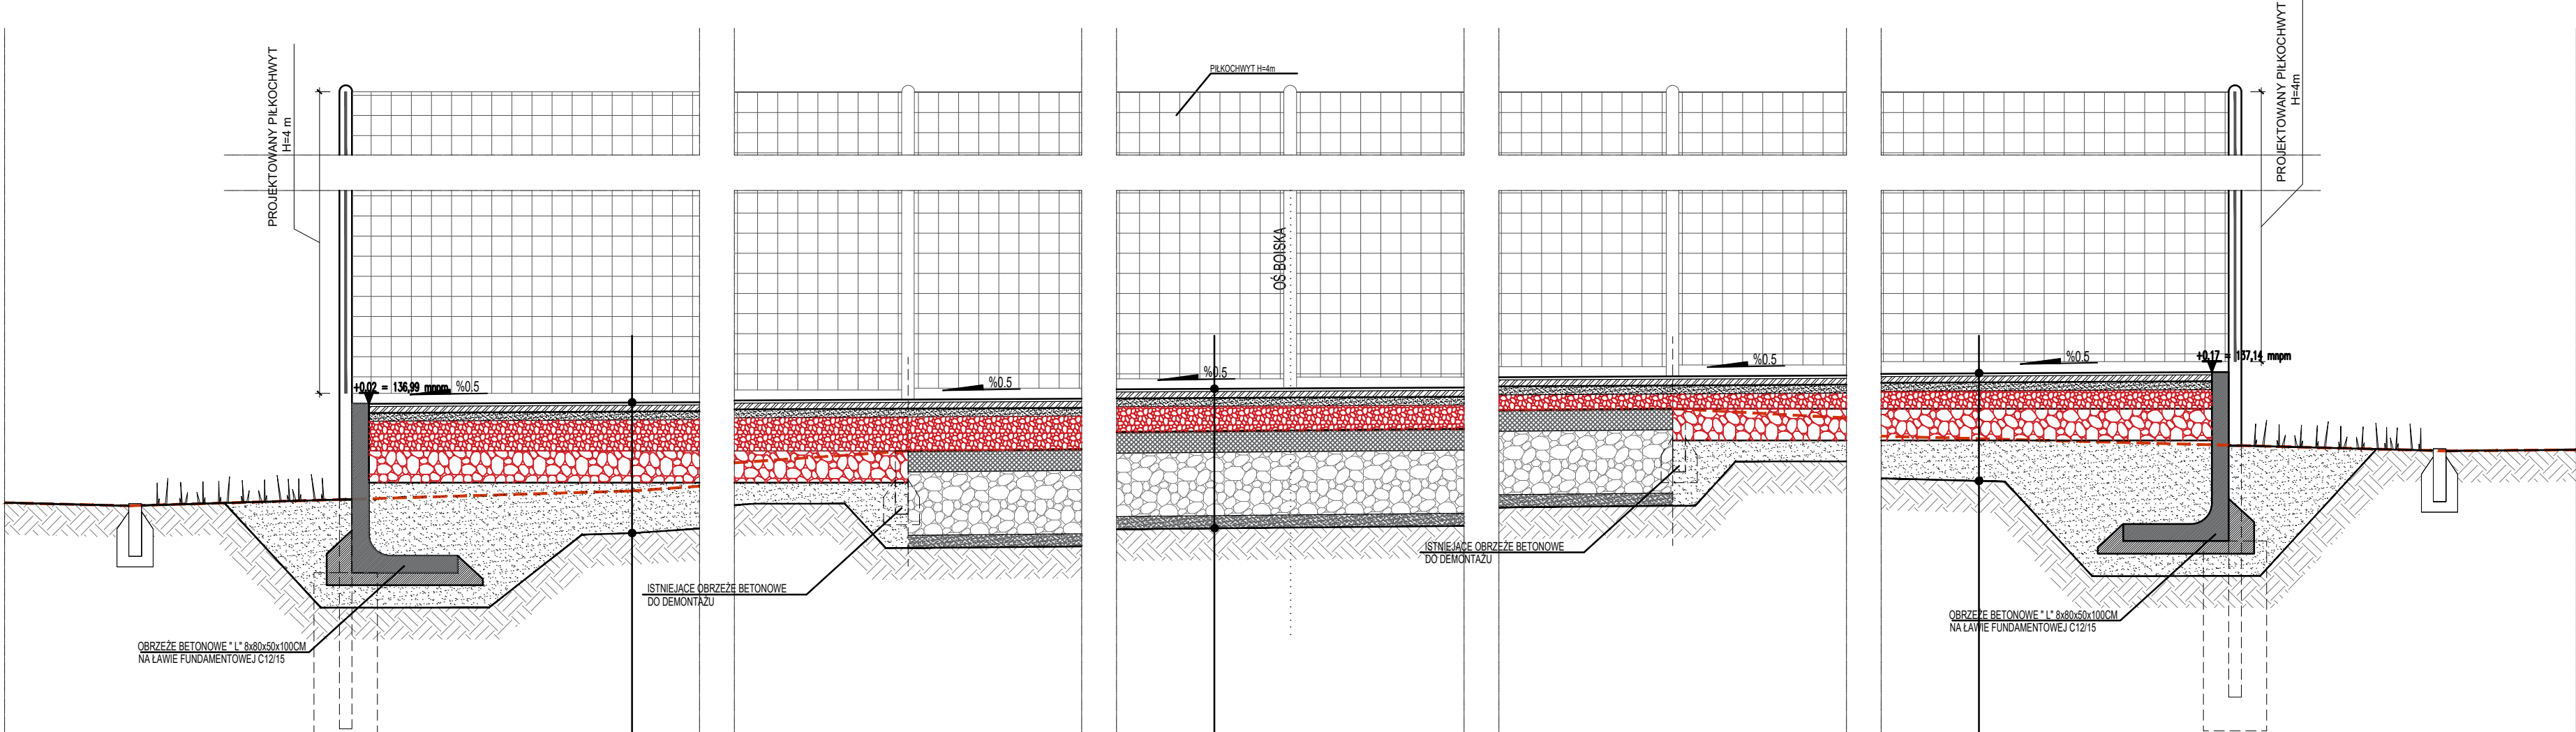 PROJEKTOWANY PIŁKOCHWYT
H=4 m
PIŁKOCHWYT H=4m
PROJEKTOWANY PIŁKOCHWYT
H=4m
OŚ BOISKA
+0,02 = 136,99 mnpm
%0.5
%0.5
%0.5
%0.5
%0.5
+0,17 = 137,14 mnpm
ISTNIEJĄCE OBRZEŻE BETONOWE
DO DEMONTAŻU
ISTNIEJĄCE OBRZEŻE BETONOWE
DO DEMONTAŻU
OBRZEŻE BETONOWE " L" 8x80x50x100CM
NA ŁAWIE FUNDAMENTOWEJ C12/15
OBRZEŻE BETONOWE " L" 8x80x50x100CM
NA ŁAWIE FUNDAMENTOWEJ C12/15